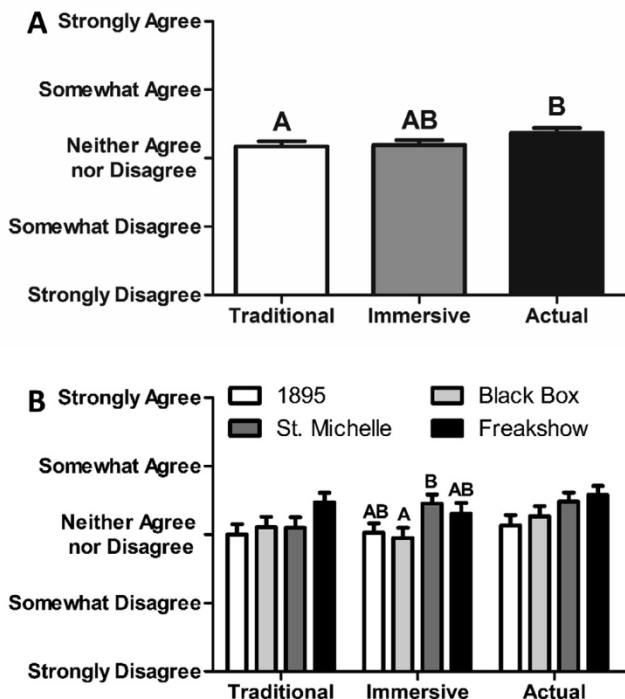 A
Strongly Agree
Somewhat Agree
Neither Agree
nor Disagree
Somewhat Disagree
Strongly Disagree
A
AB
B
Traditional
Immersive
Actual
B
Strongly Agree
Somewhat Agree
Neither Agree
nor Disagree
Somewhat Disagree
Strongly Disagree
1895
Black Box
St. Michelle
Freakshow
AB
A
B
AB
Traditional
Immersive
Actual